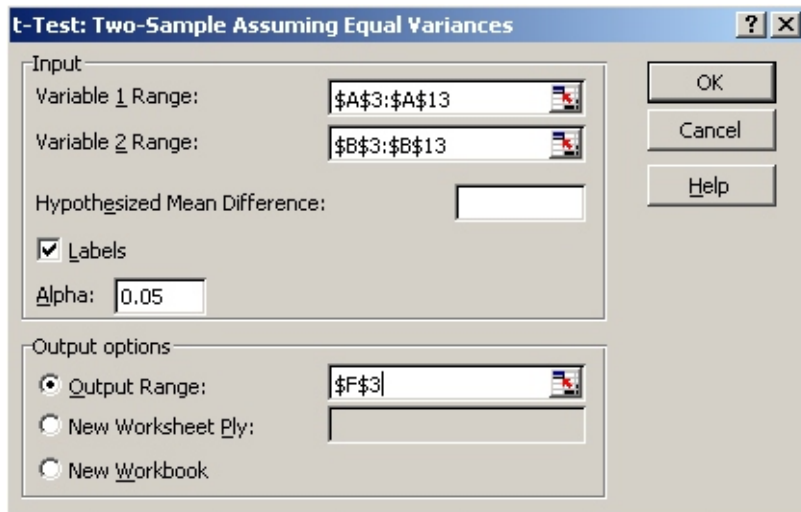 t-Test: Two-Sample Assuming Equal Variances
Input
Variable 1 Range: $A$3:$A$13
Variable 2 Range: $B$3:$B$13
Hypothesized Mean Difference:
Labels
Alpha: 0.05
OK
Cancel
Help
Output options
Output Range: $F$3
New Worksheet Ply:
New Workbook